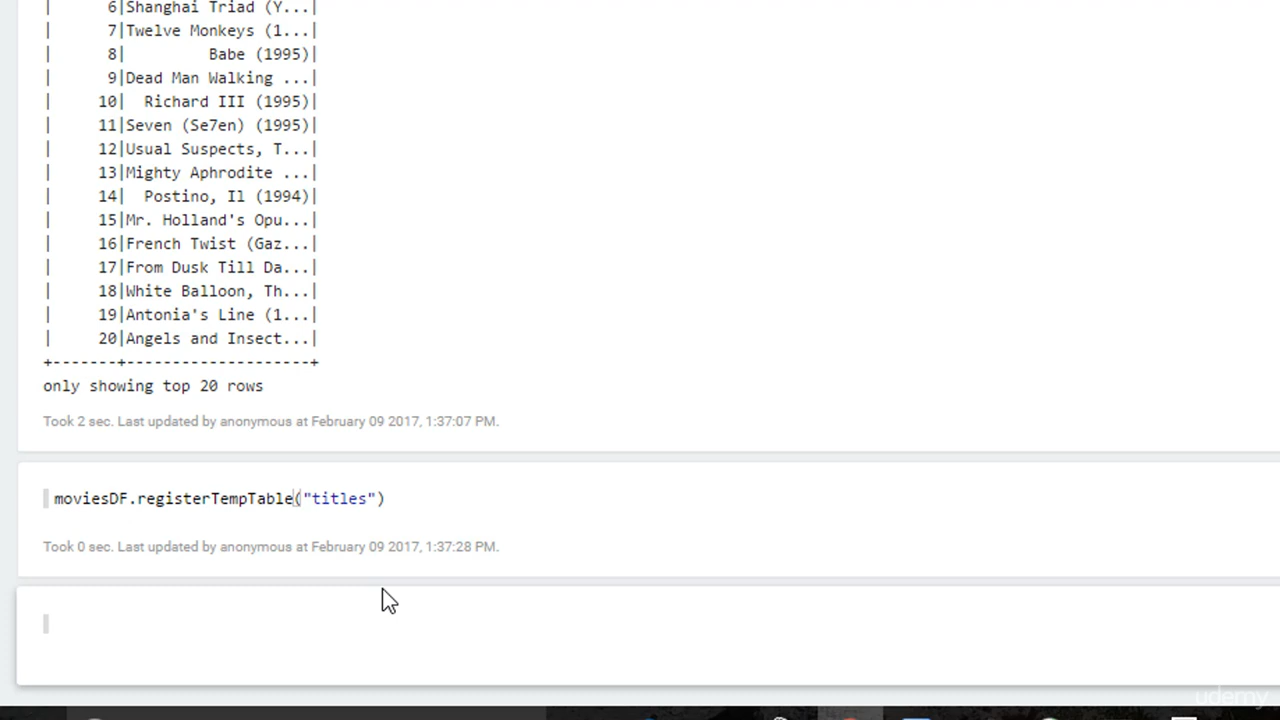 |      6|Shanghai Triad (Y...|
|      7|Twelve Monkeys (1...|
|      8|         Babe (1995)|
|      9|Dead Man Walking ...|
|     10|  Richard III (1995)|
|     11|Seven (Se7en) (1995)|
|     12|Usual Suspects, T...|
|     13|Mighty Aphrodite ...|
|     14|  Postino, Il (1994)|
|     15|Mr. Holland's Opu...|
|     16|French Twist (Gaz...|
|     17|From Dusk Till Da...|
|     18|White Balloon, Th...|
|     19|Antonia's Line (1...|
|     20|Angels and Insect...|
+-------+--------------------+
only showing top 20 rows
Took 2 sec. Last updated by anonymous at February 09 2017, 1:37:07 PM.
moviesDF.registerTempTable("titles")
Took 0 sec. Last updated by anonymous at February 09 2017, 1:37:28 PM.
udemy